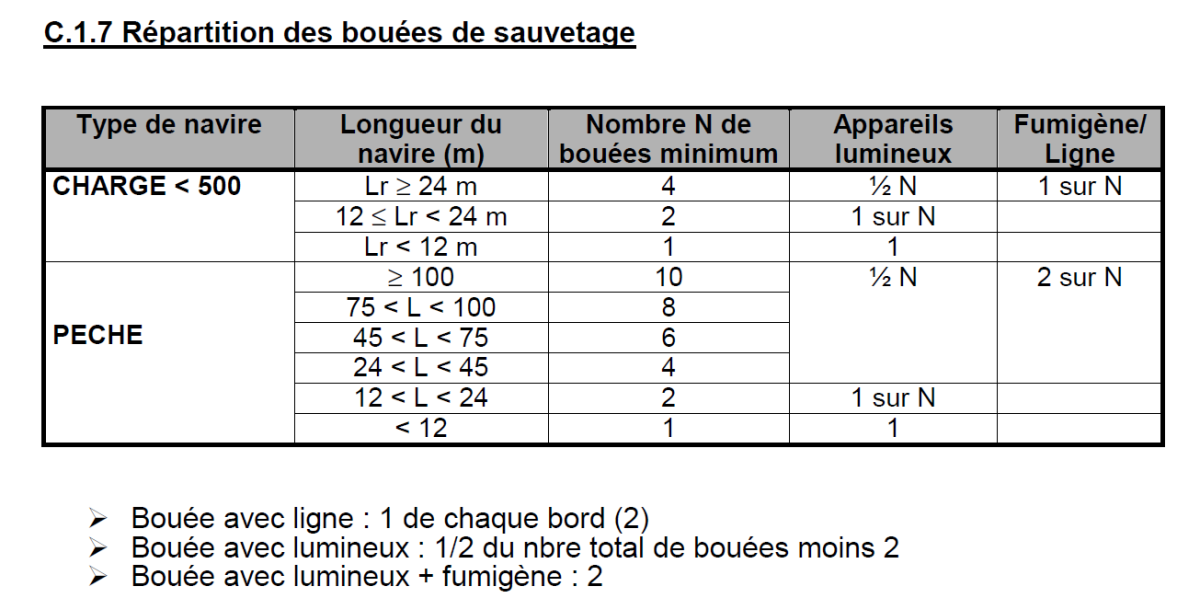 C.1.7 Répartition des bouées de sauvetage
Type de navire | Longueur du navire (m) | Nombre N de bouées minimum | Appareils lumineux | Fumigène/ Ligne
CHARGE < 500 | Lr ≥ 24 m | 4 | ½ N | 1 sur N
12 ≤ Lr < 24 m | 2 | 1 sur N
Lr < 12 m | 1 | 1
≥ 100 | 10 | ½ N | 2 sur N
75 < L < 100 | 8
PECHE | 45 < L < 75 | 6
24 < L < 45 | 4
12 < L < 24 | 2 | 1 sur N
< 12 | 1 | 1
➢ Bouée avec ligne : 1 de chaque bord (2)
➢ Bouée avec lumineux : 1/2 du nbre total de bouées moins 2
➢ Bouée avec lumineux + fumigène : 2